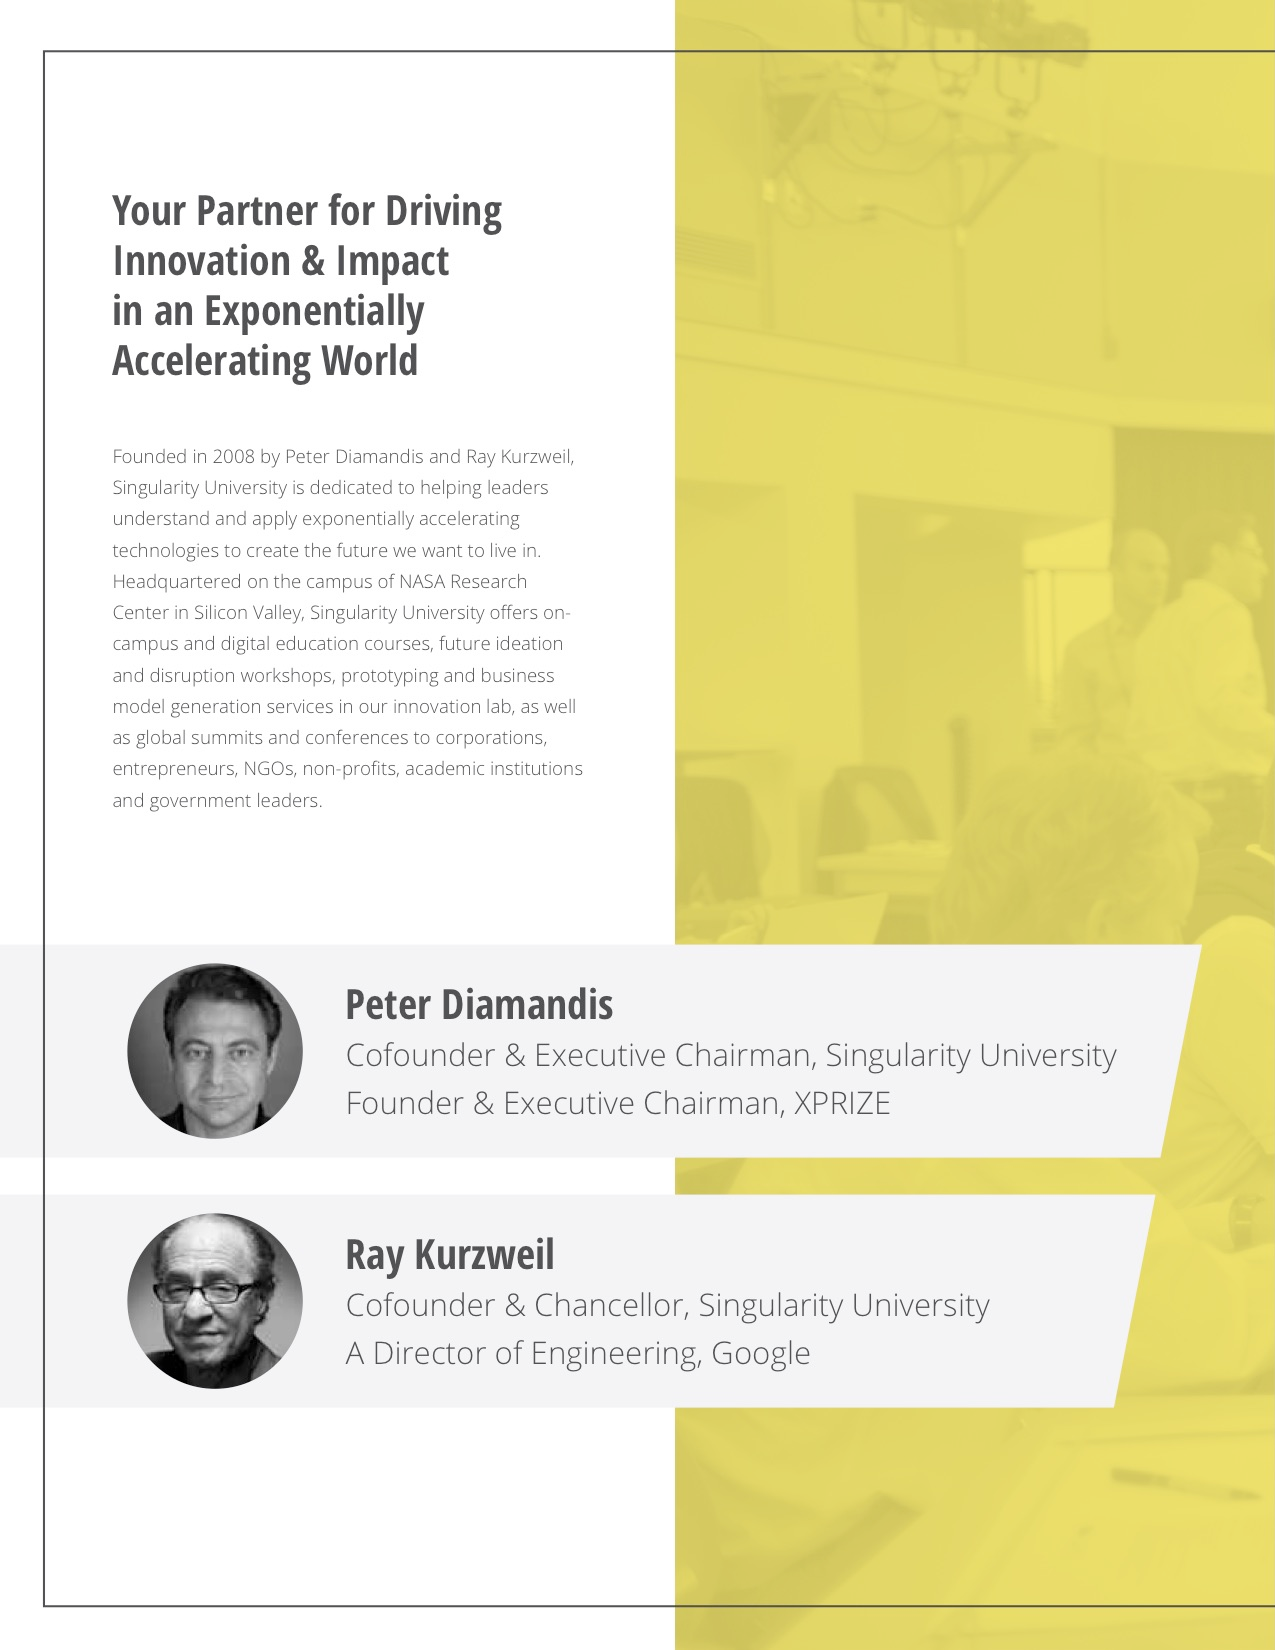 Your Partner for Driving
Innovation & Impact
in an Exponentially
Accelerating World
Founded in 2008 by Peter Diamandis and Ray Kurzweil,
Singularity University is dedicated to helping leaders
understand and apply exponentially accelerating
technologies to create the future we want to live in.
Headquartered on the campus of NASA Research
Center in Silicon Valley, Singularity University offers on-
campus and digital education courses, future ideation
and disruption workshops, prototyping and business
model generation services in our innovation lab, as well
as global summits and conferences to corporations,
entrepreneurs, NGOs, non-profits, academic institutions
and government leaders.
Peter Diamandis
Cofounder & Executive Chairman, Singularity University
Founder & Executive Chairman, XPRIZE
Ray Kurzweil
Cofounder & Chancellor, Singularity University
A Director of Engineering, Google